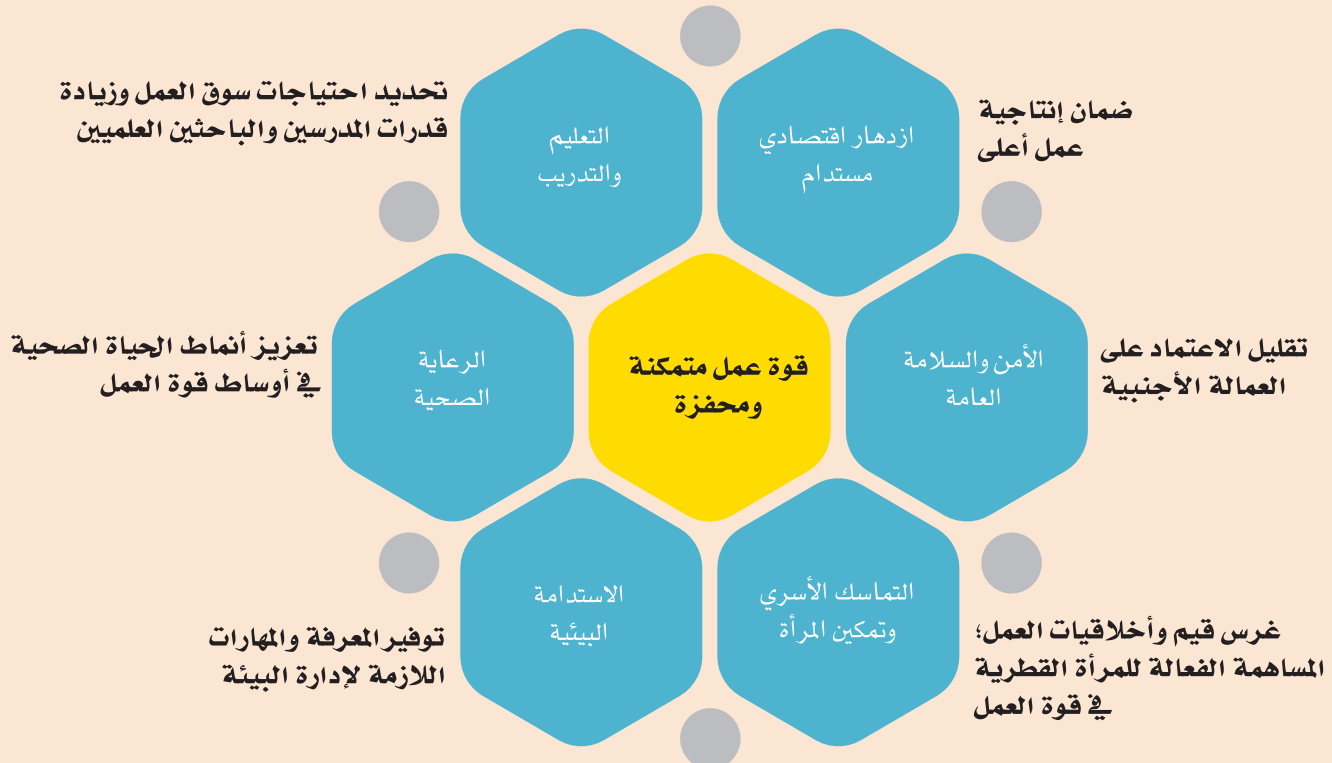 ضمان إنتاجية
عمل أعلى
ازدهار اقتصادي
مستدام
التعليم
والتدريب
تحديد احتياجات سوق العمل وزيادة
قدرات المدرسين والباحثين العلميين
تقليل الاعتماد على
العمالة الأجنبية
الأمن والسلامة
العامة
قوة عمل متمكنة
ومحفزة
الرعاية
الصحية
تعزيز أنماط الحياة الصحية
في أوساط قوة العمل
غرس قيم وأخلاقيات العمل؛
المساهمة الفعالة للمرأة القطرية
في قوة العمل
التماسك الأسري
وتمكين المرأة
الاستدامة
البيئية
توفير المعرفة والمهارات
اللازمة لإدارة البيئة